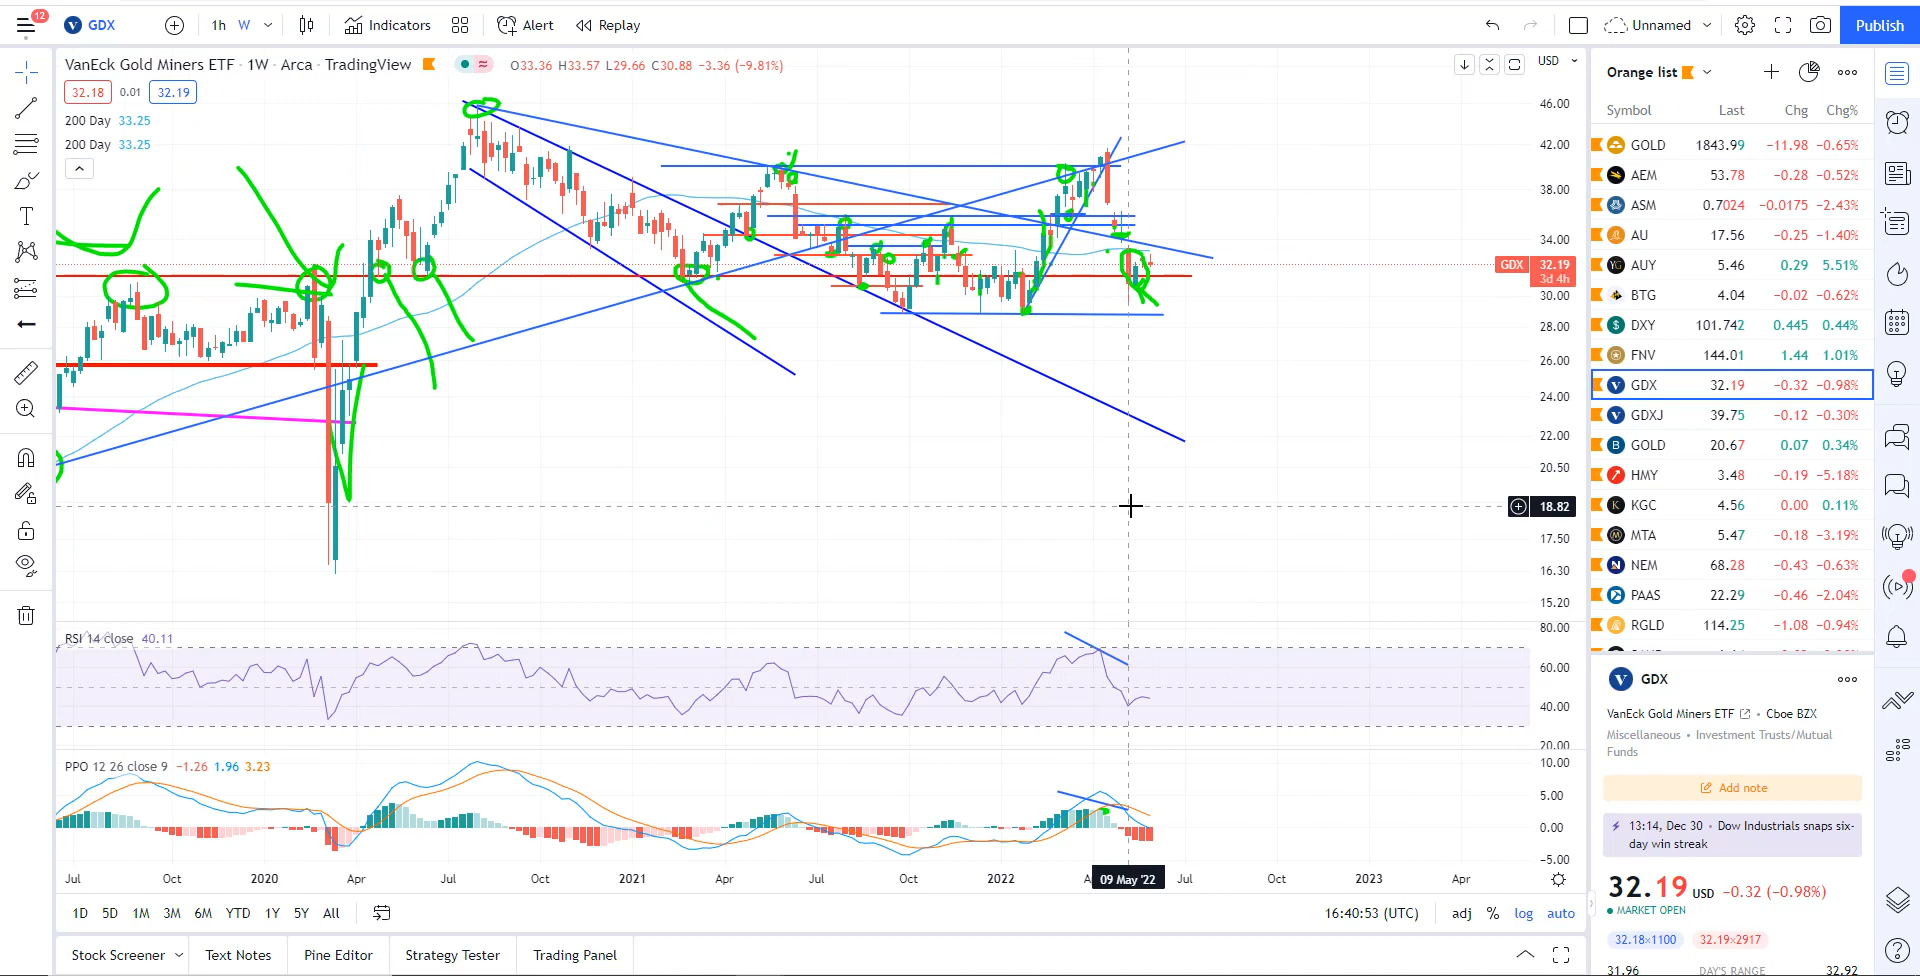 12
GDX
1h W
Indicators
Alert
Replay
Unnamed
Publish
VanEck Gold Miners ETF · 1W · Arca · TradingView
O33.36 H33.57 L29.66 C30.88 −3.36 (−9.81%)
USD
32.18 0.01 32.19
200 Day 33.25
200 Day 33.25
46.00
42.00
38.00
34.00
GDX 32.19
3d 4h
30.00
28.00
26.00
24.00
22.00
20.50
18.82
17.50
16.30
15.20
RSI 14 close 40.11
80.00
60.00
40.00
20.00
PPO 12 26 close 9 −1.26 1.96 3.23
10.00
5.00
0.00
−5.00
Jul Oct 2020 Apr Jul Oct 2021 Apr Jul Oct 2022 09 May '22 Jul Oct 2023 Apr
1D 5D 1M 3M 6M YTD 1Y 5Y All
16:40:53 (UTC) adj % log auto
Stock Screener Text Notes Pine Editor Strategy Tester Trading Panel
Orange list
Symbol Last Chg Chg%
GOLD 1843.99 −11.98 −0.65%
AEM 53.78 −0.28 −0.52%
ASM 0.7024 −0.0175 −2.43%
AU 17.56 −0.25 −1.40%
AUY 5.46 0.29 5.51%
BTG 4.04 −0.02 −0.62%
DXY 101.742 0.445 0.44%
FNV 144.01 1.44 1.01%
GDX 32.19 −0.32 −0.98%
GDXJ 39.75 −0.12 −0.30%
GOLD 20.67 0.07 0.34%
HMY 3.48 −0.19 −5.18%
KGC 4.56 0.00 0.11%
MTA 5.47 −0.18 −3.19%
NEM 68.28 −0.43 −0.63%
PAAS 22.29 −0.46 −2.04%
RGLD 114.25 −1.08 −0.94%
GDX
VanEck Gold Miners ETF • Cboe BZX
Miscellaneous • Investment Trusts/Mutual
Funds
Add note
13:14, Dec 30 • Dow Industrials snaps six-
day win streak
32.19 USD −0.32 (−0.98%)
MARKET OPEN
32.18×1100 32.19×2917
31.96 DAY'S RANGE 32.92